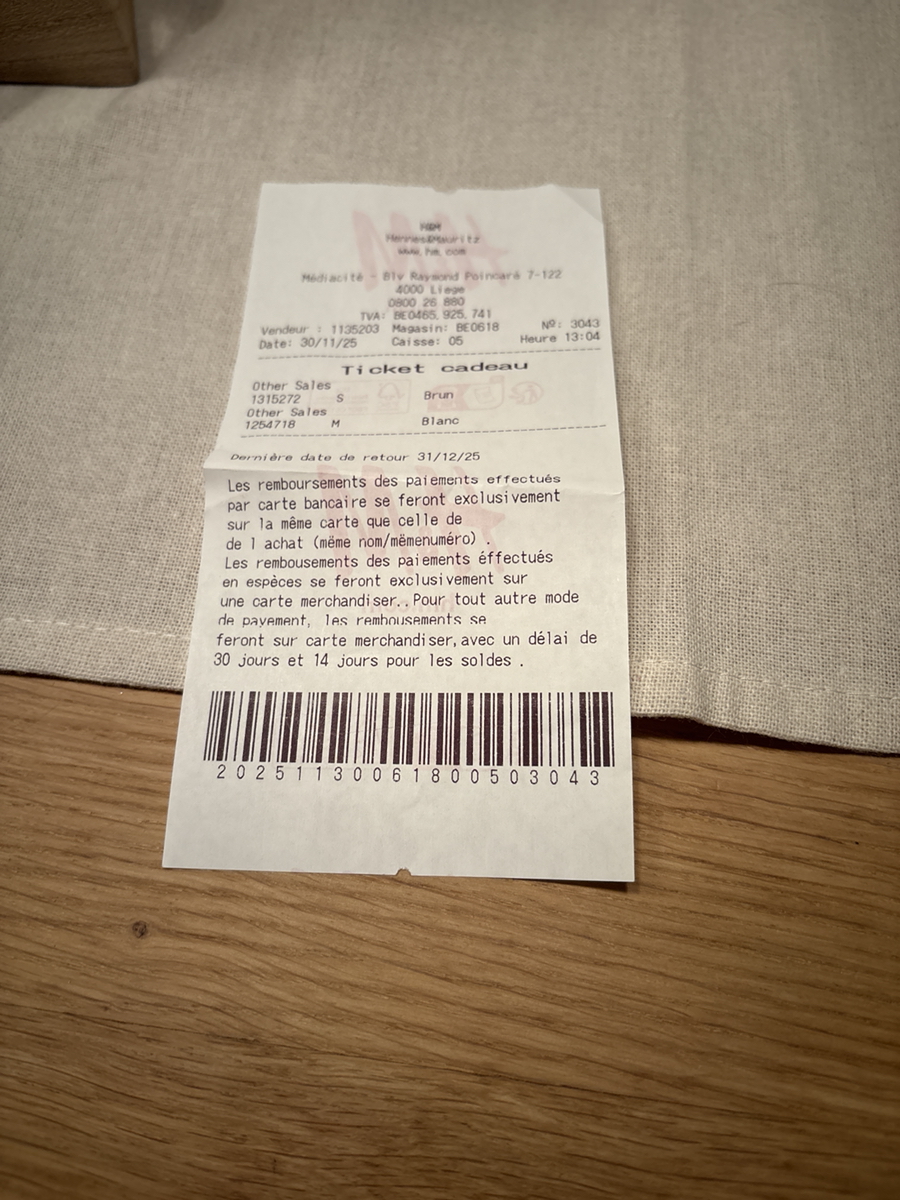 H&M
Hennes&Mauritz
www.hm.com
Médiacité - Blv Raymond Poincaré 7-122
4000 Liege
0800 26 880
TVA: BE0465.925.741
Vendeur : 1135203 Magasin: BE0618 Nº: 3043
Date: 30/11/25 Caisse: 05 Heure 13:04
Ticket cadeau
Other Sales
1315272 S Brun
Other Sales
1254718 M Blanc
Dernière date de retour 31/12/25
Les remboursements des paiements effectués
par carte bancaire se feront exclusivement
sur la même carte que celle de
de l achat (même nom/mêmenuméro) .
Les rembousements des paiements éffectués
en espèces se feront exclusivement sur
une carte merchandiser..Pour tout autre mode
de payement, les rembousements se
feront sur carte merchandiser,avec un délai de
30 jours et 14 jours pour les soldes .
20251130061800503043